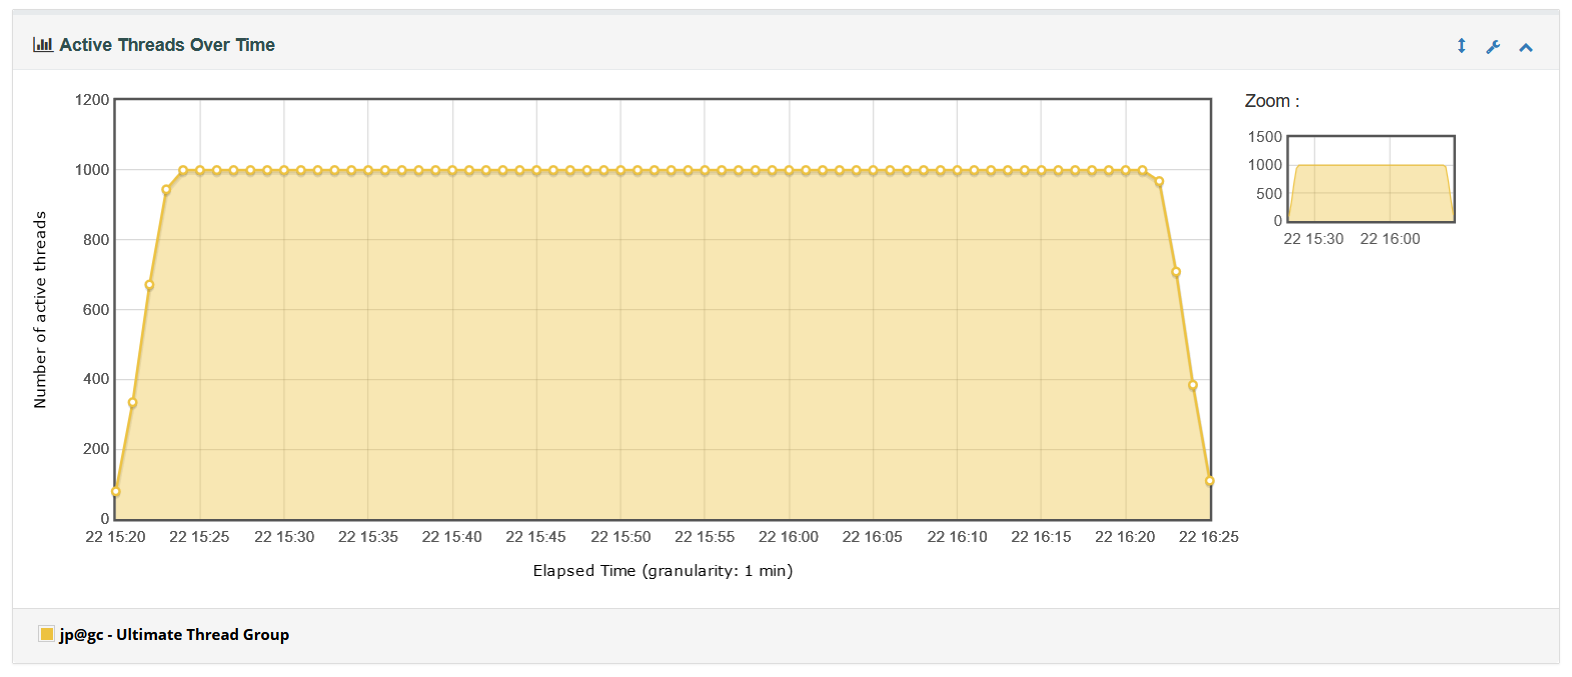 Active Threads Over Time
Zoom :
1200
1000
800
600
400
200
0
Number of active threads
22 15:20 22 15:25 22 15:30 22 15:35 22 15:40 22 15:45 22 15:50 22 15:55 22 16:00 22 16:05 22 16:10 22 16:15 22 16:20 22 16:25
Elapsed Time (granularity: 1 min)
1500
1000
500
0
22 15:30 22 16:00
jp@gc - Ultimate Thread Group